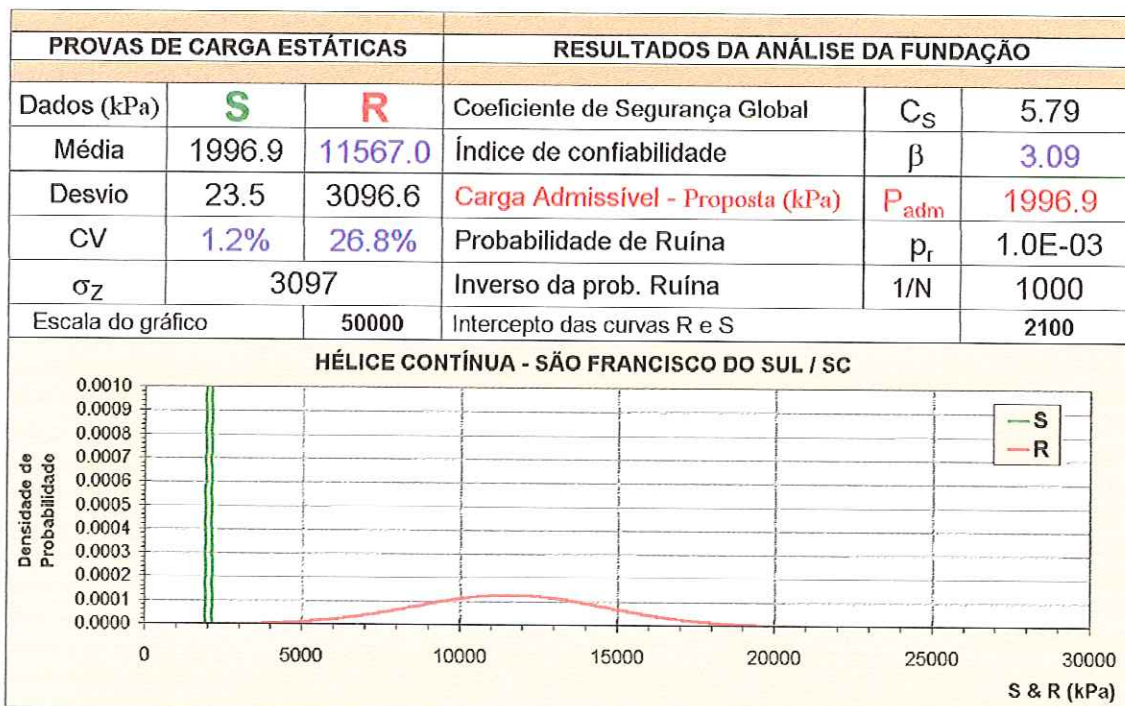 PROVAS DE CARGA ESTÁTICAS RESULTADOS DA ANÁLISE DA FUNDAÇÃO
Dados (kPa) S R Coeficiente de Segurança Global CS 5.79
Média 1996.9 11567.0 Índice de confiabilidade β 3.09
Desvio 23.5 3096.6 Carga Admissível - Proposta (kPa) Padm 1996.9
CV 1.2% 26.8% Probabilidade de Ruína pr 1.0E-03
σZ 3097 Inverso da prob. Ruína 1/N 1000
Escala do gráfico 50000 Intercepto das curvas R e S 2100
HÉLICE CONTÍNUA - SÃO FRANCISCO DO SUL / SC
Densidade de
Probabilidade
0.0010
0.0009
0.0008
0.0007
0.0006
0.0005
0.0004
0.0003
0.0002
0.0001
0.0000
S
R
0 5000 10000 15000 20000 25000 30000
S & R (kPa)